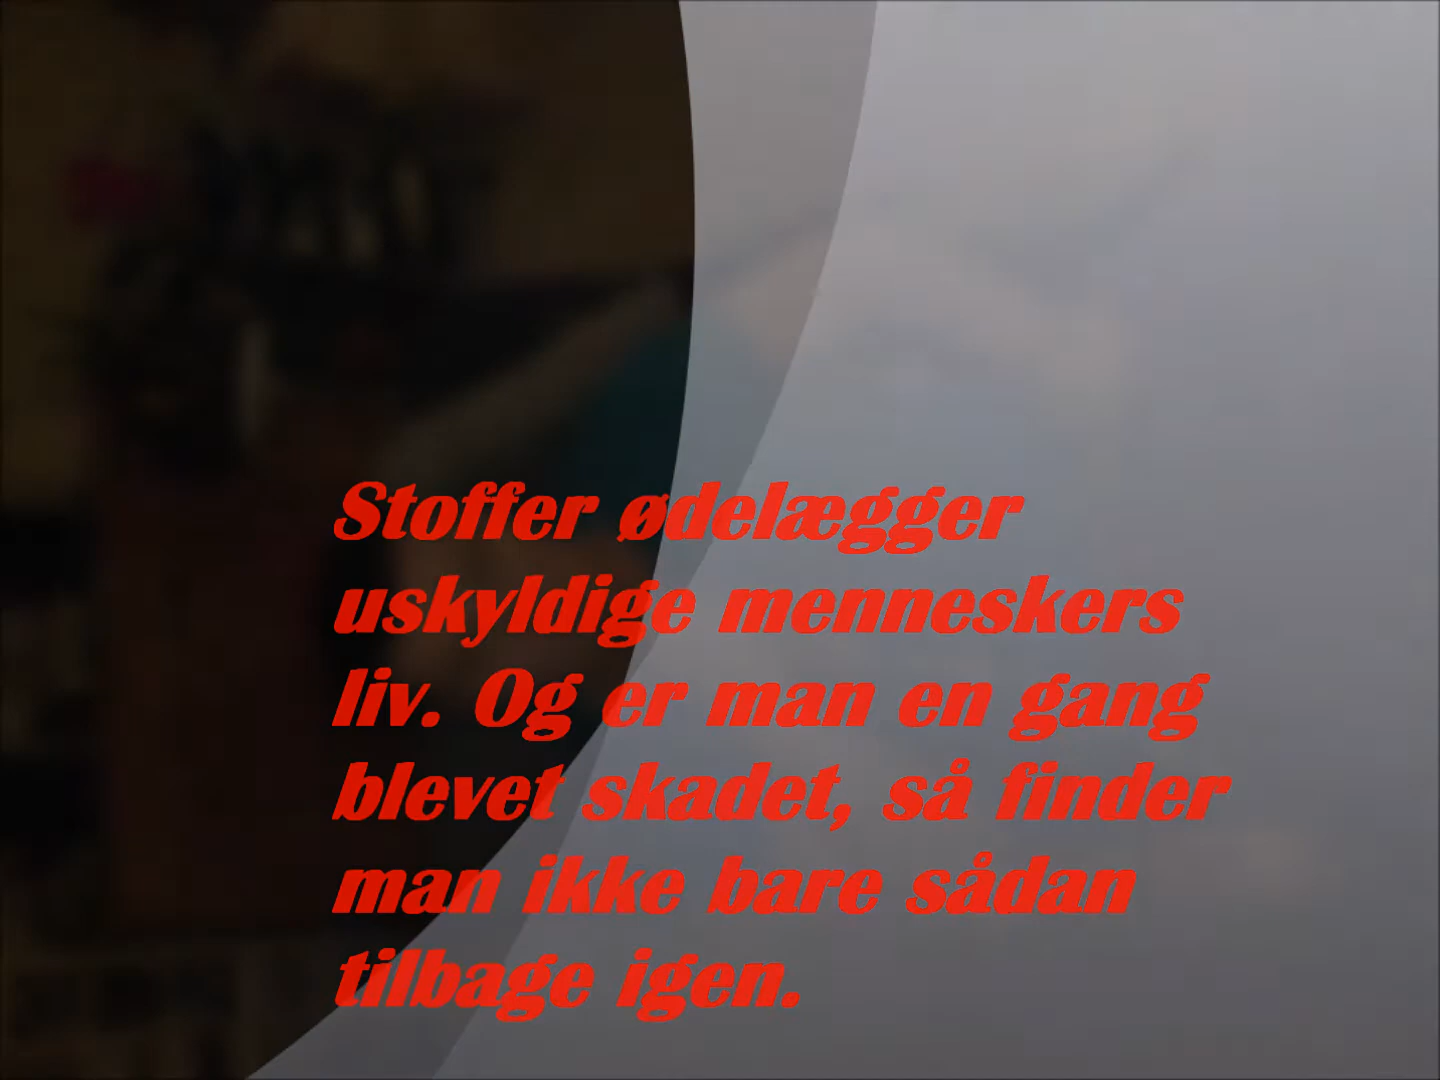 Stoffer ødelægger
uskyldige menneskers
liv. Og er man en gang
blevet skadet, så finder
man ikke bare sådan
tilbage igen.